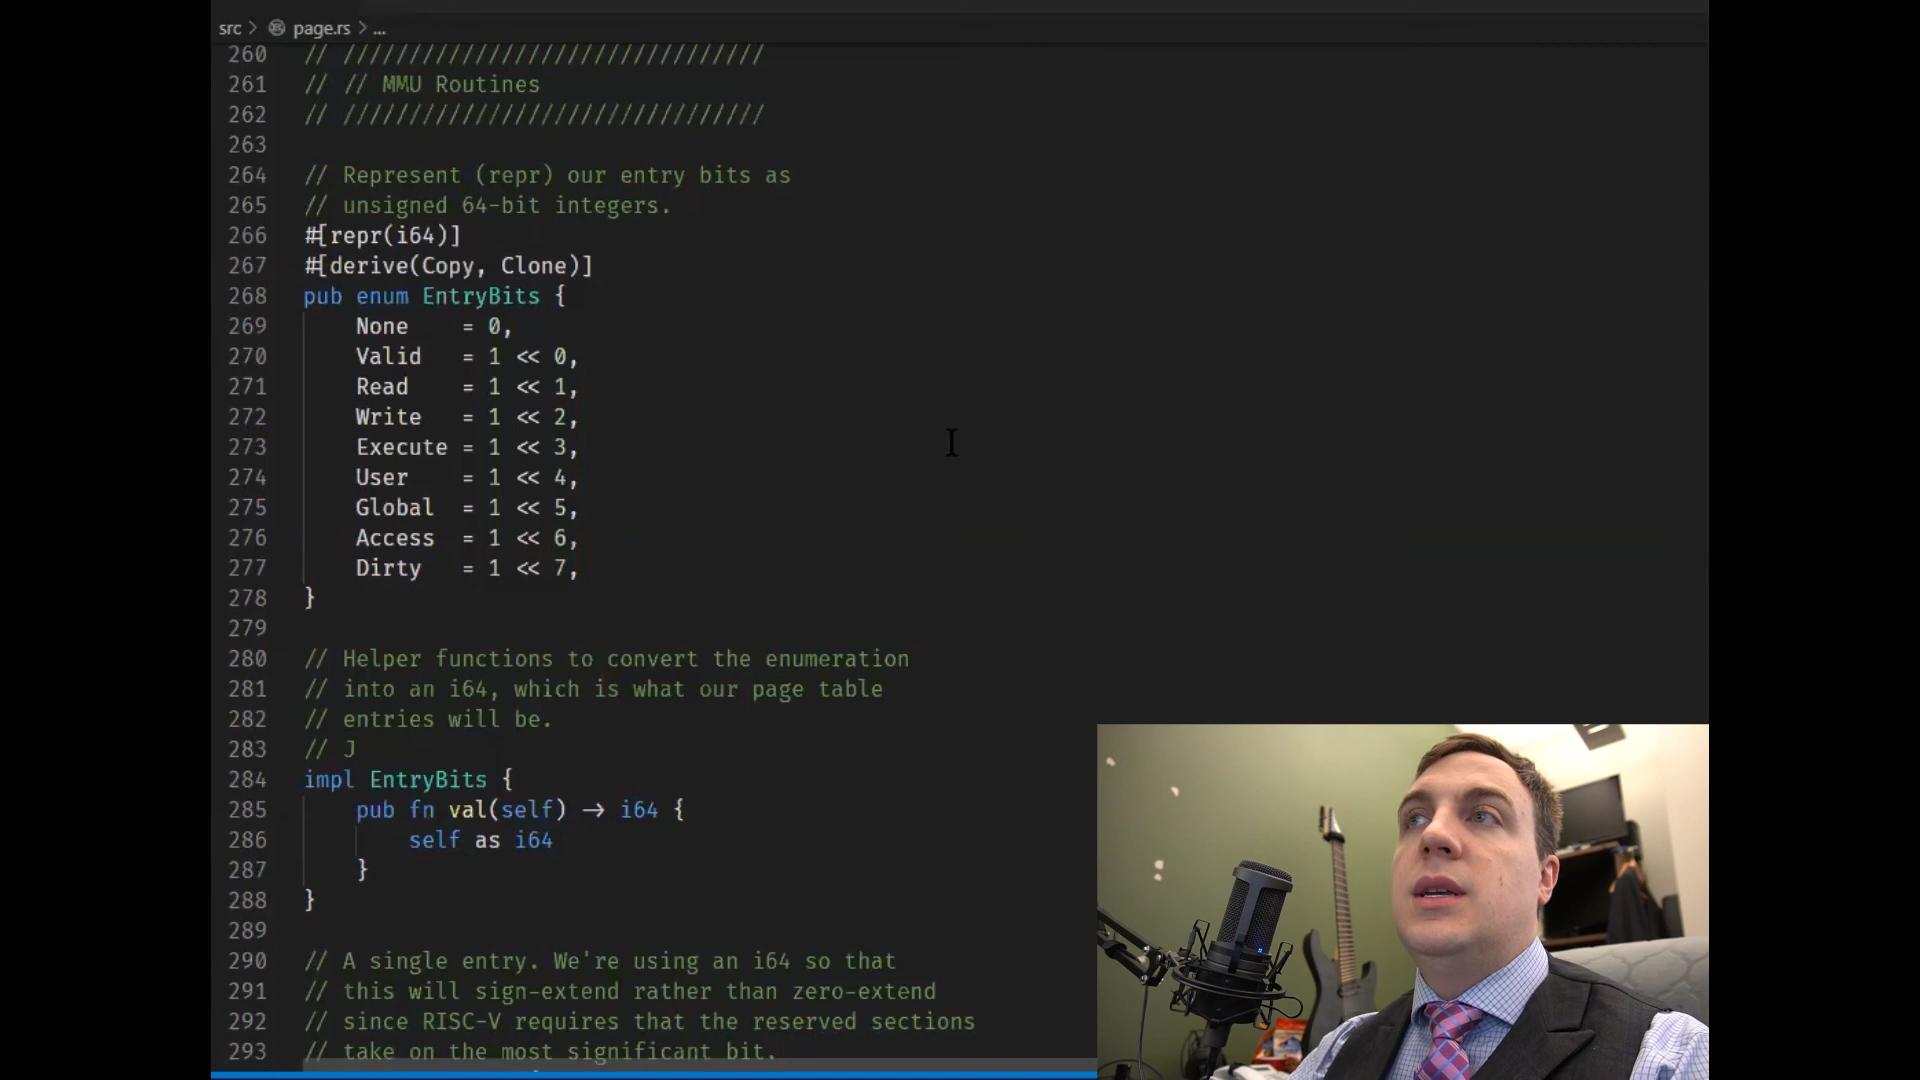 src > page.rs > ...
260 // ////////////////////////////////
261 // // MMU Routines
262 // ////////////////////////////////
263
264 // Represent (repr) our entry bits as
265 // unsigned 64-bit integers.
266 #[repr(i64)]
267 #[derive(Copy, Clone)]
268 pub enum EntryBits {
269 None = 0,
270 Valid = 1 << 0,
271 Read = 1 << 1,
272 Write = 1 << 2,
273 Execute = 1 << 3,
274 User = 1 << 4,
275 Global = 1 << 5,
276 Access = 1 << 6,
277 Dirty = 1 << 7,
278 }
279
280 // Helper functions to convert the enumeration
281 // into an i64, which is what our page table
282 // entries will be.
283 // J
284 impl EntryBits {
285 pub fn val(self) -> i64 {
286 self as i64
287 }
288 }
289
290 // A single entry. We're using an i64 so that
291 // this will sign-extend rather than zero-extend
292 // since RISC-V requires that the reserved sections
293 // take on the most significant bit.